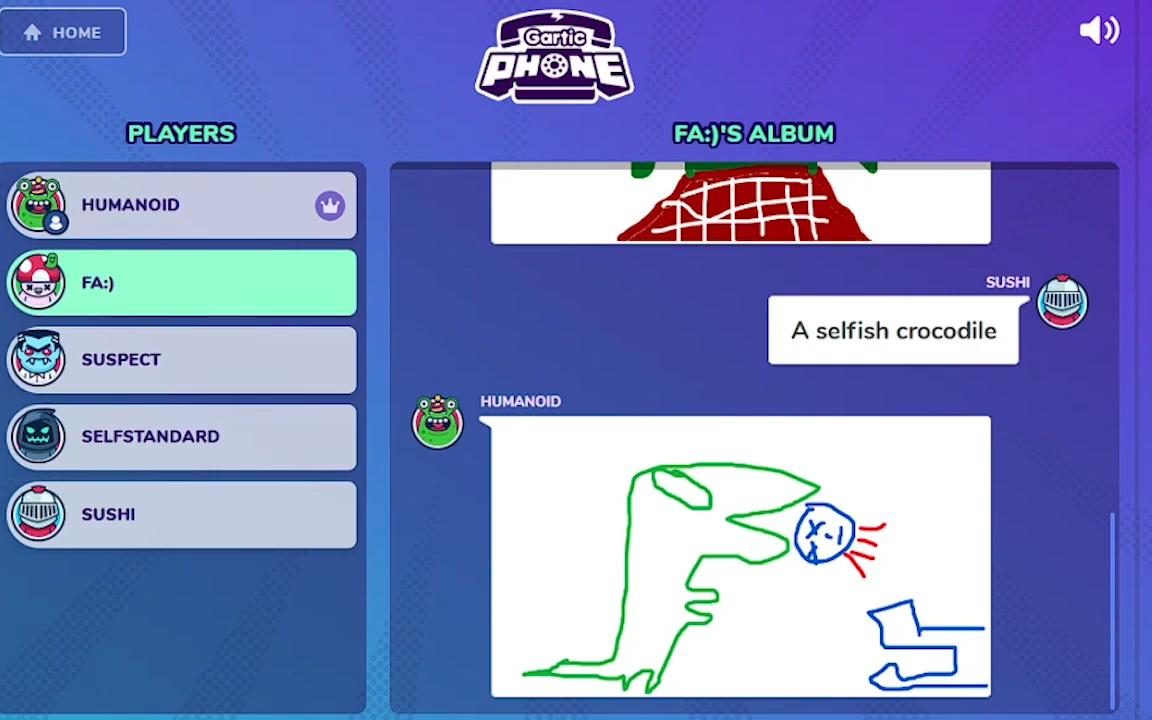 HOME
Gartic
PHONE
PLAYERS
FA:)'S ALBUM
HUMANOID
FA:)
SUSPECT
SELFSTANDARD
SUSHI
SUSHI
A selfish crocodile
HUMANOID